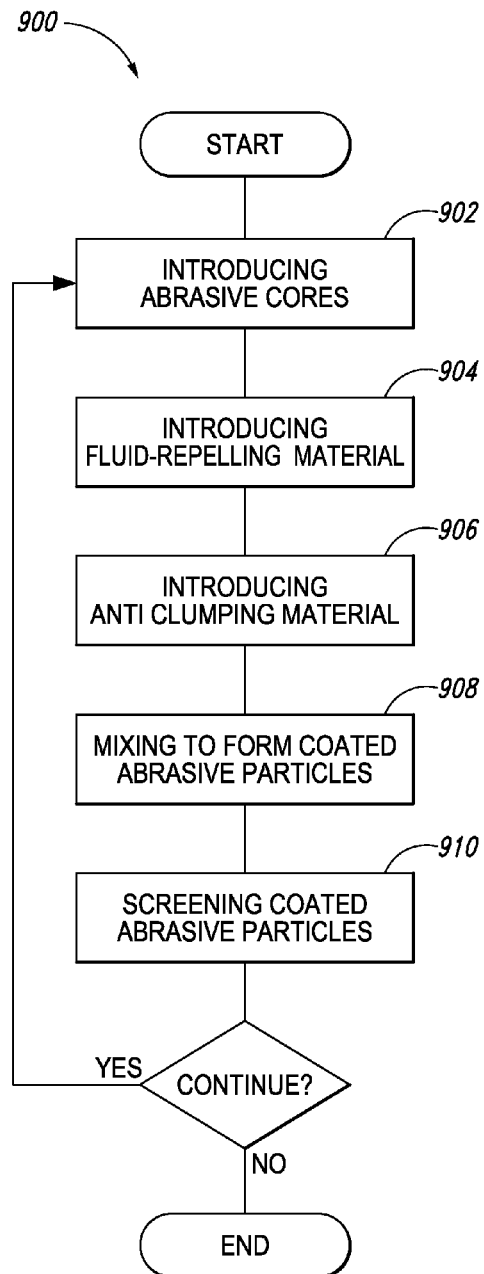 900
START
902
INTRODUCING
ABRASIVE CORES
904
INTRODUCING
FLUID-REPELLING MATERIAL
906
INTRODUCING
ANTI CLUMPING MATERIAL
908
MIXING TO FORM COATED
ABRASIVE PARTICLES
910
SCREENING COATED
ABRASIVE PARTICLES
YES
CONTINUE?
NO
END